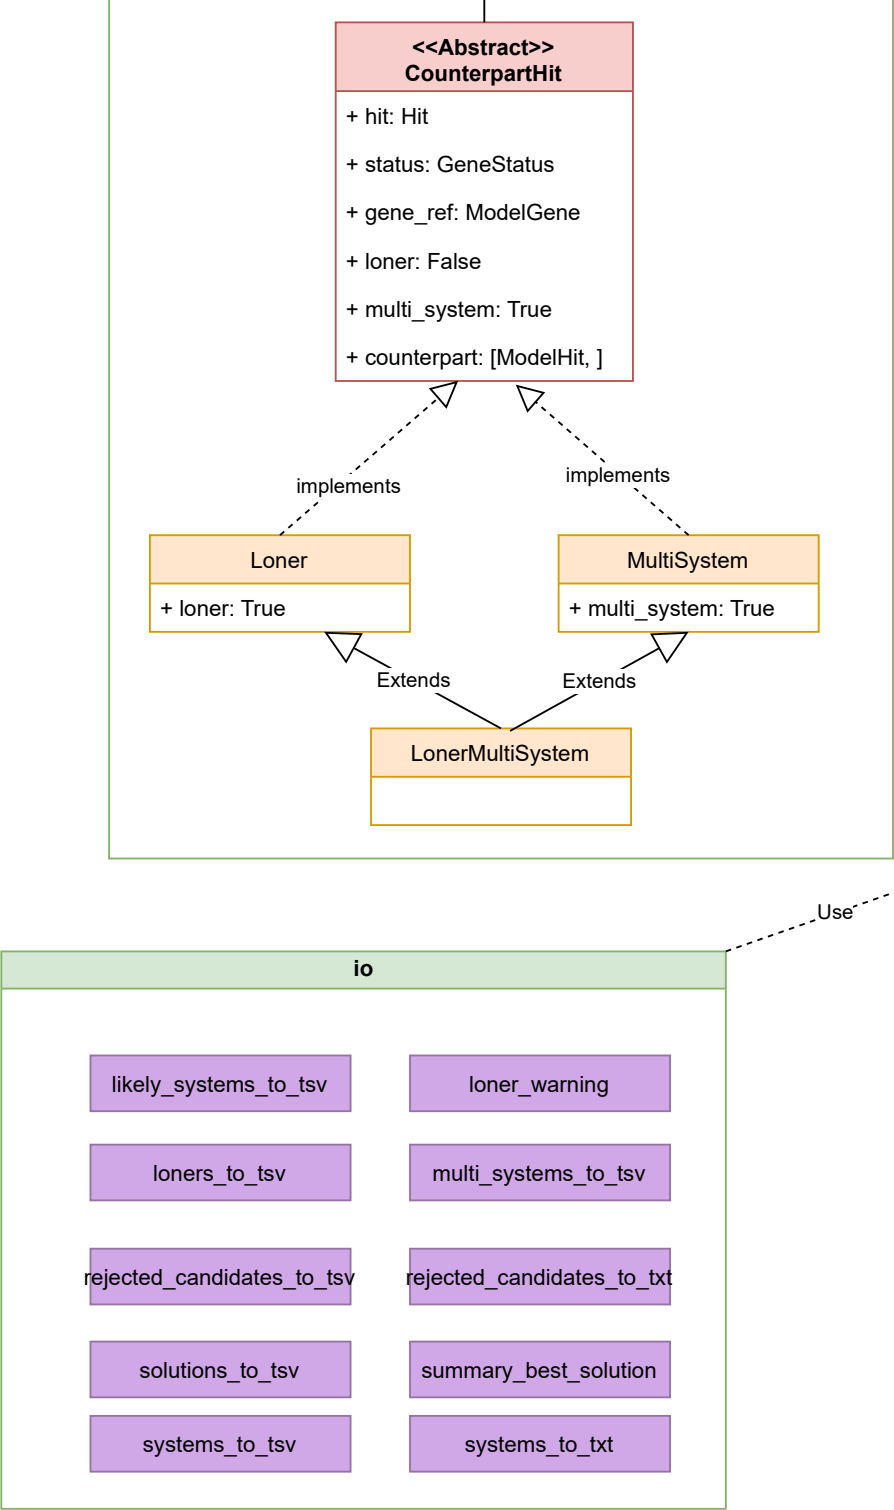 <<Abstract>>
CounterpartHit
+ hit: Hit
+ status: GeneStatus
+ gene_ref: ModelGene
+ loner: False
+ multi_system: True
+ counterpart: [ModelHit, ]
implements
implements
Loner
+ loner: True
MultiSystem
+ multi_system: True
Extends
Extends
LonerMultiSystem
Use
io
likely_systems_to_tsv
loner_warning
loners_to_tsv
multi_systems_to_tsv
rejected_candidates_to_tsv
rejected_candidates_to_txt
solutions_to_tsv
summary_best_solution
systems_to_tsv
systems_to_txt